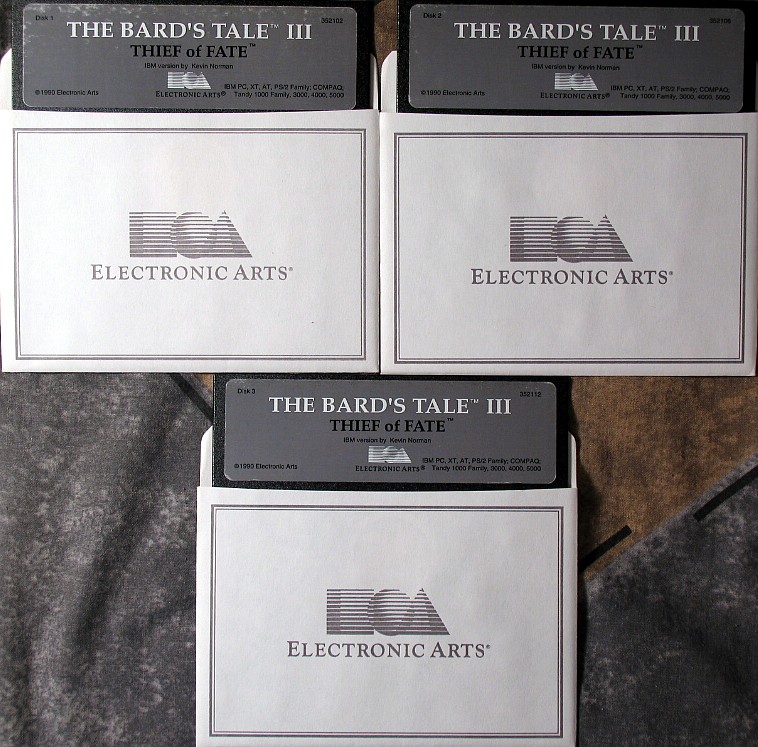 Disk 1
352102
THE BARD'S TALE™ III
THIEF of FATE™
IBM version by Kevin Norman
©1990 Electronic Arts
ELECTRONIC ARTS®
IBM PC, XT, AT, PS/2 Family; COMPAQ;
Tandy 1000 Family, 3000, 4000, 5000
ELECTRONIC ARTS®
Disk 2
THE BARD'S TALE™ III
THIEF of FATE™
IBM version by Kevin Norman
©1990 Electronic Arts
ELECTRONIC ARTS®
IBM PC, XT, AT, PS/2 Family; COMPAQ;
Tandy 1000 Family, 3000, 4000, 5000
ELECTRONIC ARTS®
Disk 3
352112
THE BARD'S TALE™ III
THIEF of FATE™
IBM version by Kevin Norman
©1990 Electronic Arts
ELECTRONIC ARTS®
IBM PC, XT, AT, PS/2 Family; COMPAQ;
Tandy 1000 Family, 3000, 4000, 5000
ELECTRONIC ARTS®